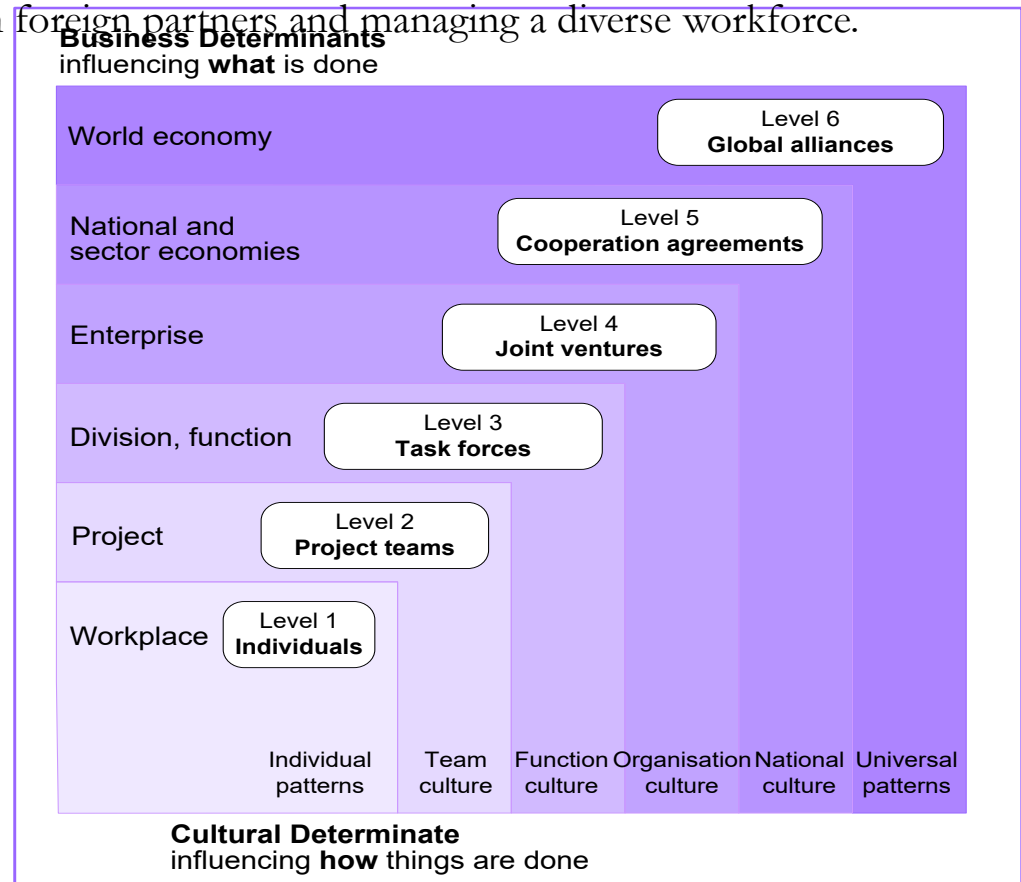 foreign partners and managing a diverse workforce.
Business Determinants
influencing what is done
World economy
Level 6
Global alliances
National and
sector economies
Level 5
Cooperation agreements
Enterprise
Level 4
Joint ventures
Division, function
Level 3
Task forces
Project
Level 2
Project teams
Workplace
Level 1
Individuals
Individual
patterns
Team
culture
Function
culture
Organisation
culture
National
culture
Universal
patterns
Cultural Determinate
influencing how things are done